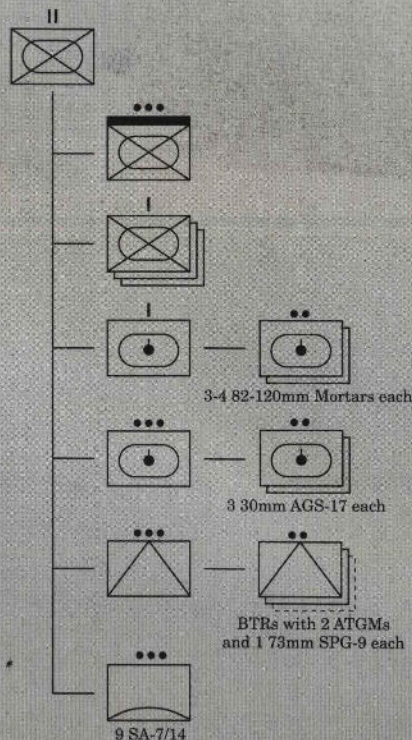 3-4 82-120mm Mortars each
3 30mm AGS-17 each
BTRs with 2 ATGMs
and 1 73mm SPG-9 each
9 SA-7/14